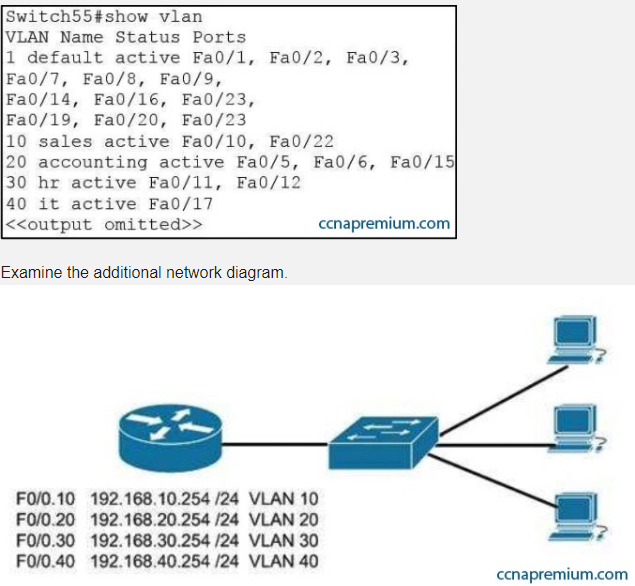 Switch55#show vlan
VLAN Name Status Ports
1 default active Fa0/1, Fa0/2, Fa0/3,
Fa0/7, Fa0/8, Fa0/9,
Fa0/14, Fa0/16, Fa0/23,
Fa0/19, Fa0/20, Fa0/23
10 sales active Fa0/10, Fa0/22
20 accounting active Fa0/5, Fa0/6, Fa0/15
30 hr active Fa0/11, Fa0/12
40 it active Fa0/17
<<output omitted>>
ccnapremium.com
Examine the additional network diagram.
F0/0.10 192.168.10.254 /24 VLAN 10
F0/0.20 192.168.20.254 /24 VLAN 20
F0/0.30 192.168.30.254 /24 VLAN 30
F0/0.40 192.168.40.254 /24 VLAN 40
ccnapremium.com